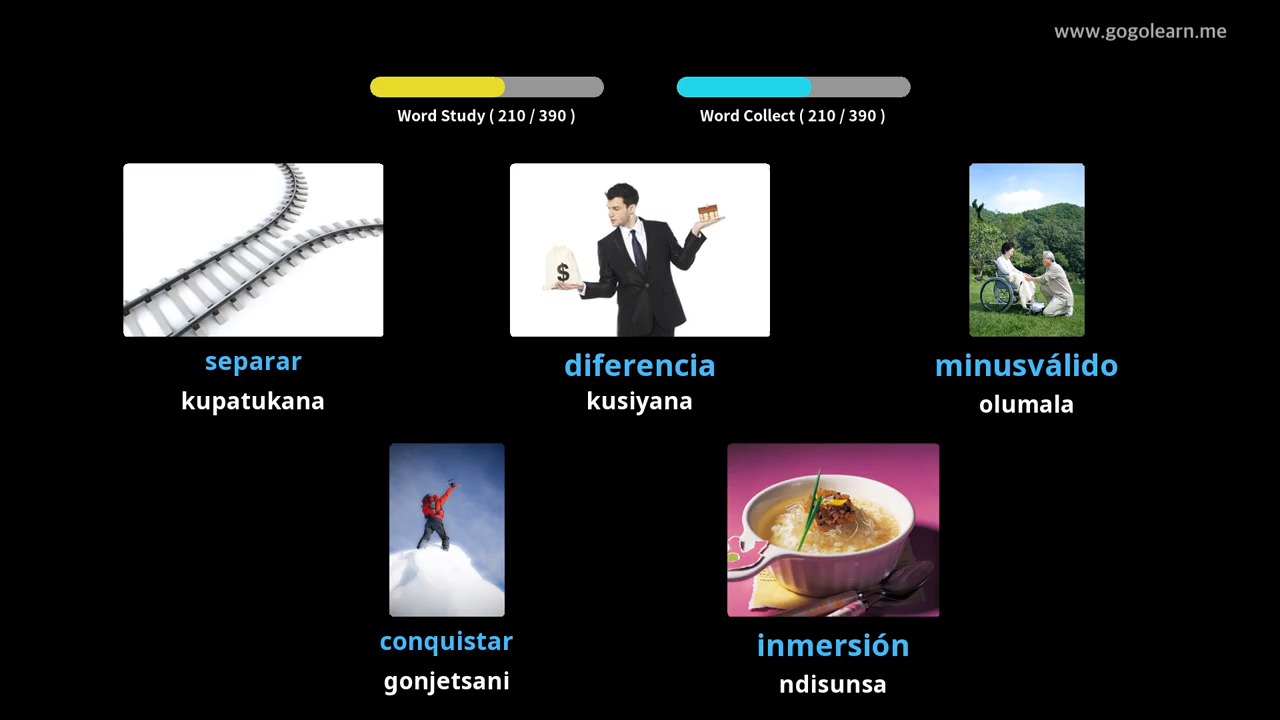 www.gogolearn.me
Word Study ( 210 / 390 )
Word Collect ( 210 / 390 )
$
separar
kupatukana
diferencia
kusiyana
minusválido
olumala
conquistar
gonjetsani
inmersión
ndisunsa